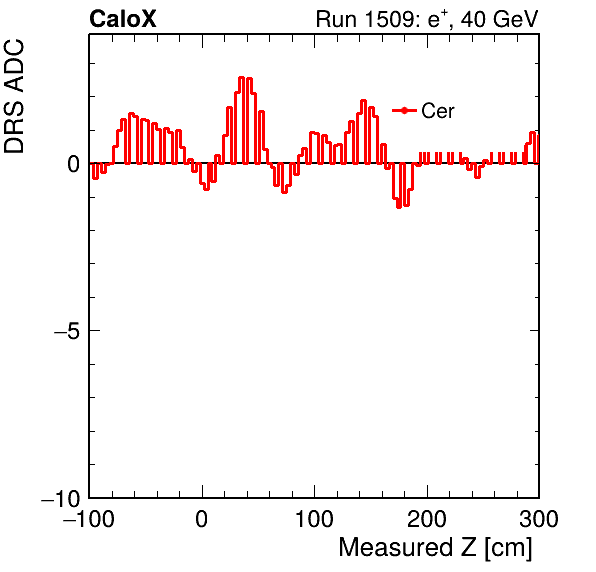 CaloX Run 1509: e⁺, 40 GeV
DRS ADC
Cer
0
−5
−10
−100 0 100 200 300
Measured Z [cm]